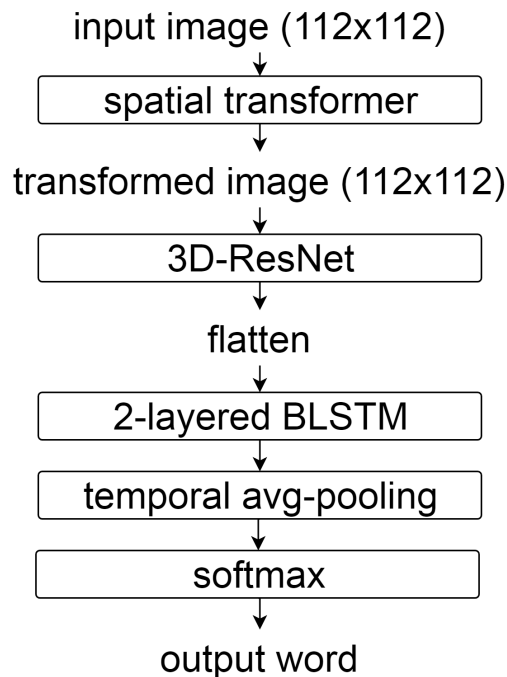 input image (112x112)
spatial transformer
transformed image (112x112)
3D-ResNet
flatten
2-layered BLSTM
temporal avg-pooling
softmax
output word